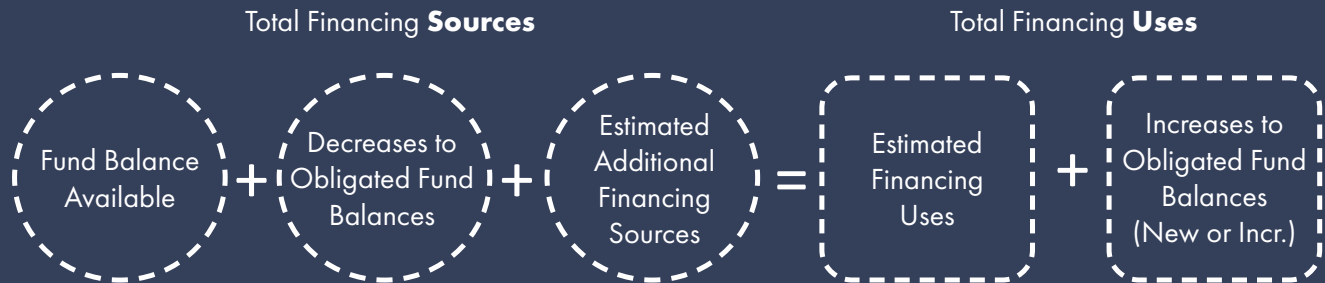 Total Financing Sources
Total Financing Uses
Fund Balance
Available
+
Decreases to
Obligated Fund
Balances
+
Estimated
Additional
Financing
Sources
=
Estimated
Financing
Uses
+
Increases to
Obligated Fund
Balances
(New or Incr.)